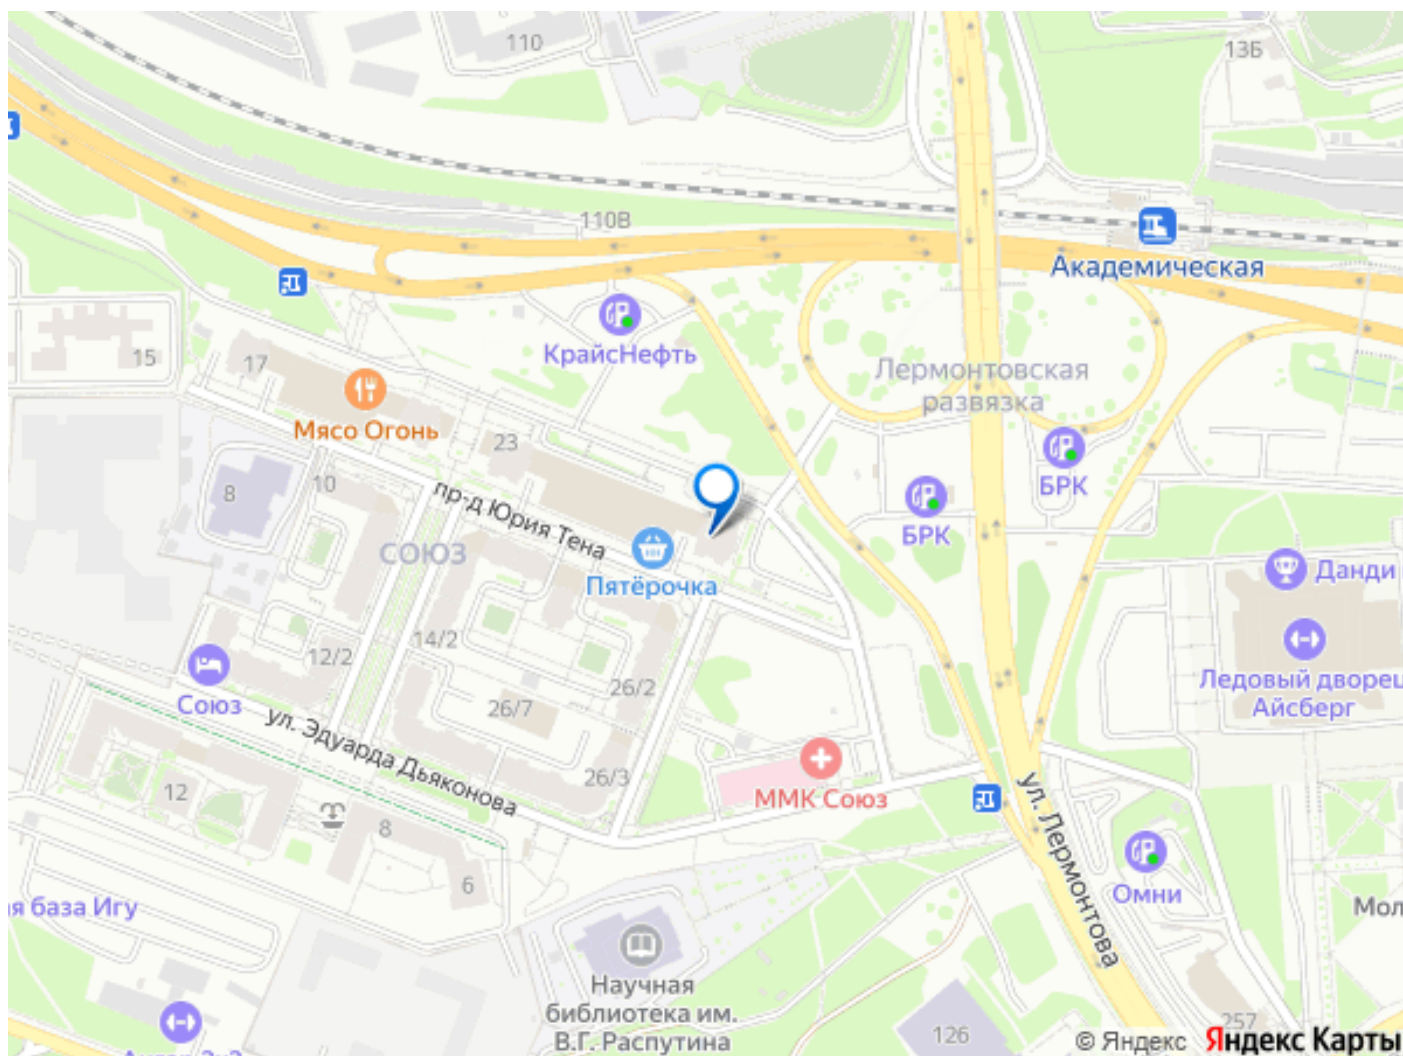 110
13Б
110В
Академическая
КрайсНефть
15
17
Лермонтовская
развязка
Мясо Огонь
23
БРК
10
8
пр-д Юрия Тена
БРК
СОЮЗ
Данди
Пятёрочка
14/2
12/2
Ледовый дворец
Айсберг
26/2
Союз
26/7
ул. Эдуарда Дьяконова
26/3
12
ММК Союз
ул. Лермонтова
8
6
Омни
я база Игу
Мол
Научная
библиотека им.
В.Г. Распутина
126
257
© Яндекс Яндекс Карты